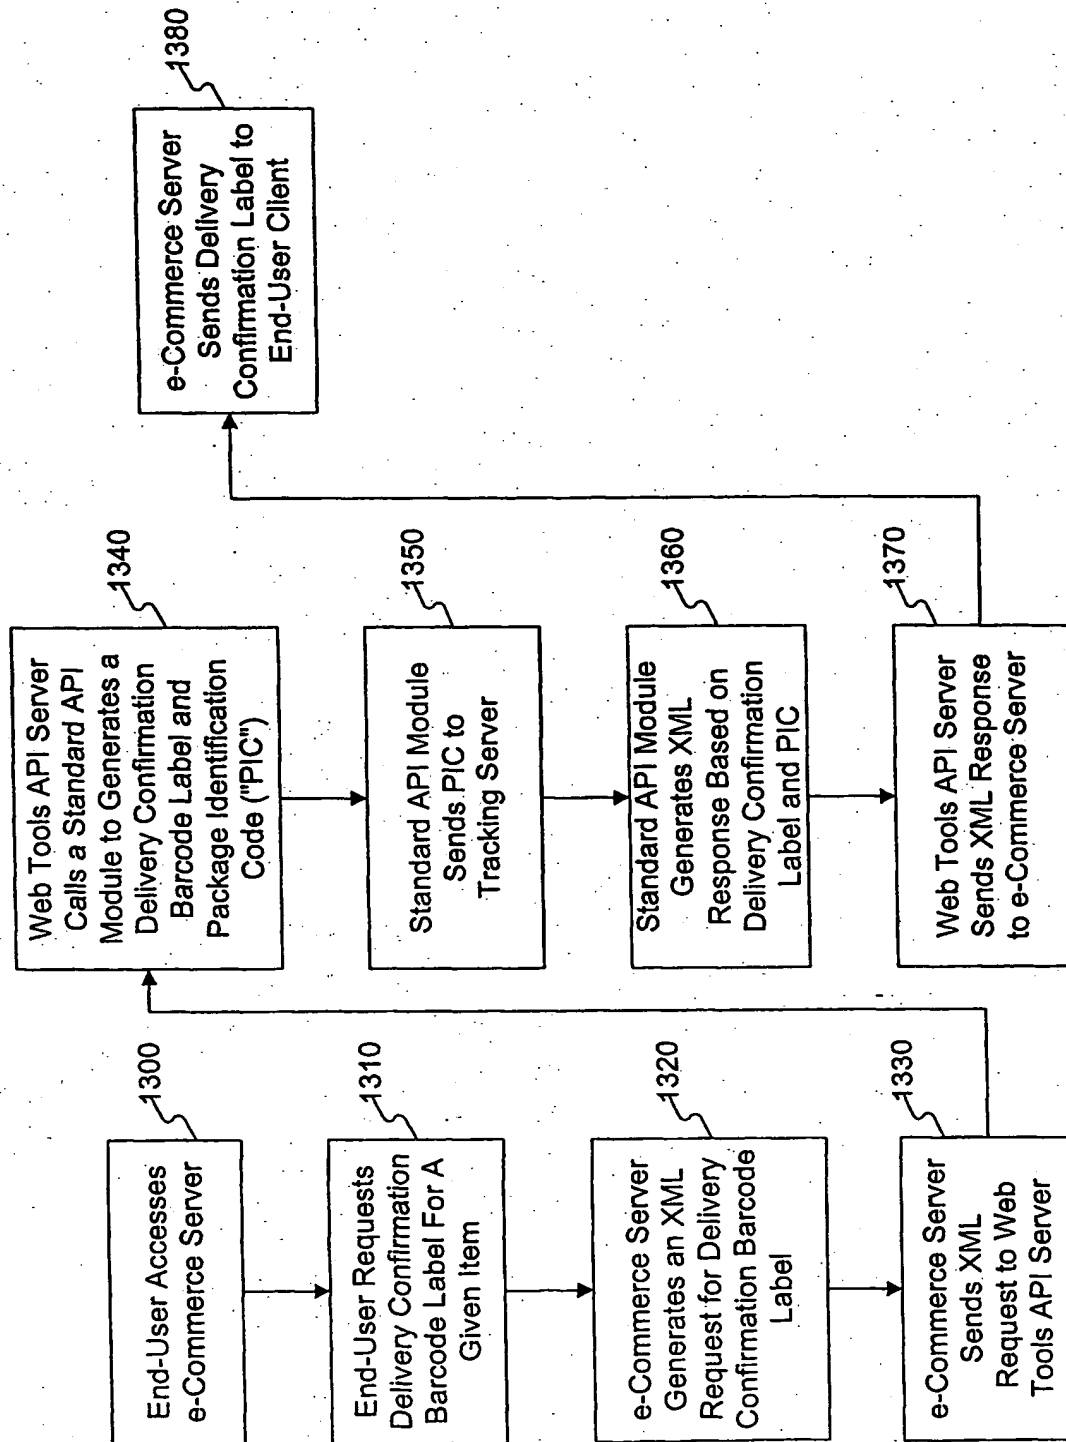 End-User Accesses
e-Commerce Server
1300
End-User Requests
Delivery Confirmation
Barcode Label For A
Given Item
1310
e-Commerce Server
Generates an XML
Request for Delivery
Confirmation Barcode
Label
1320
e-Commerce Server
Sends XML
Request to Web
Tools API Server
1330
Web Tools API Server
Calls a Standard API
Module to Generates a
Delivery Confirmation
Barcode Label and
Package Identification
Code ("PIC")
1340
Standard API Module
Sends PIC to
Tracking Server
1350
Standard API Module
Generates XML
Response Based on
Delivery Confirmation
Label and PIC
1360
Web Tools API Server
Sends XML Response
to e-Commerce Server
1370
e-Commerce Server
Sends Delivery
Confirmation Label to
End-User Client
1380